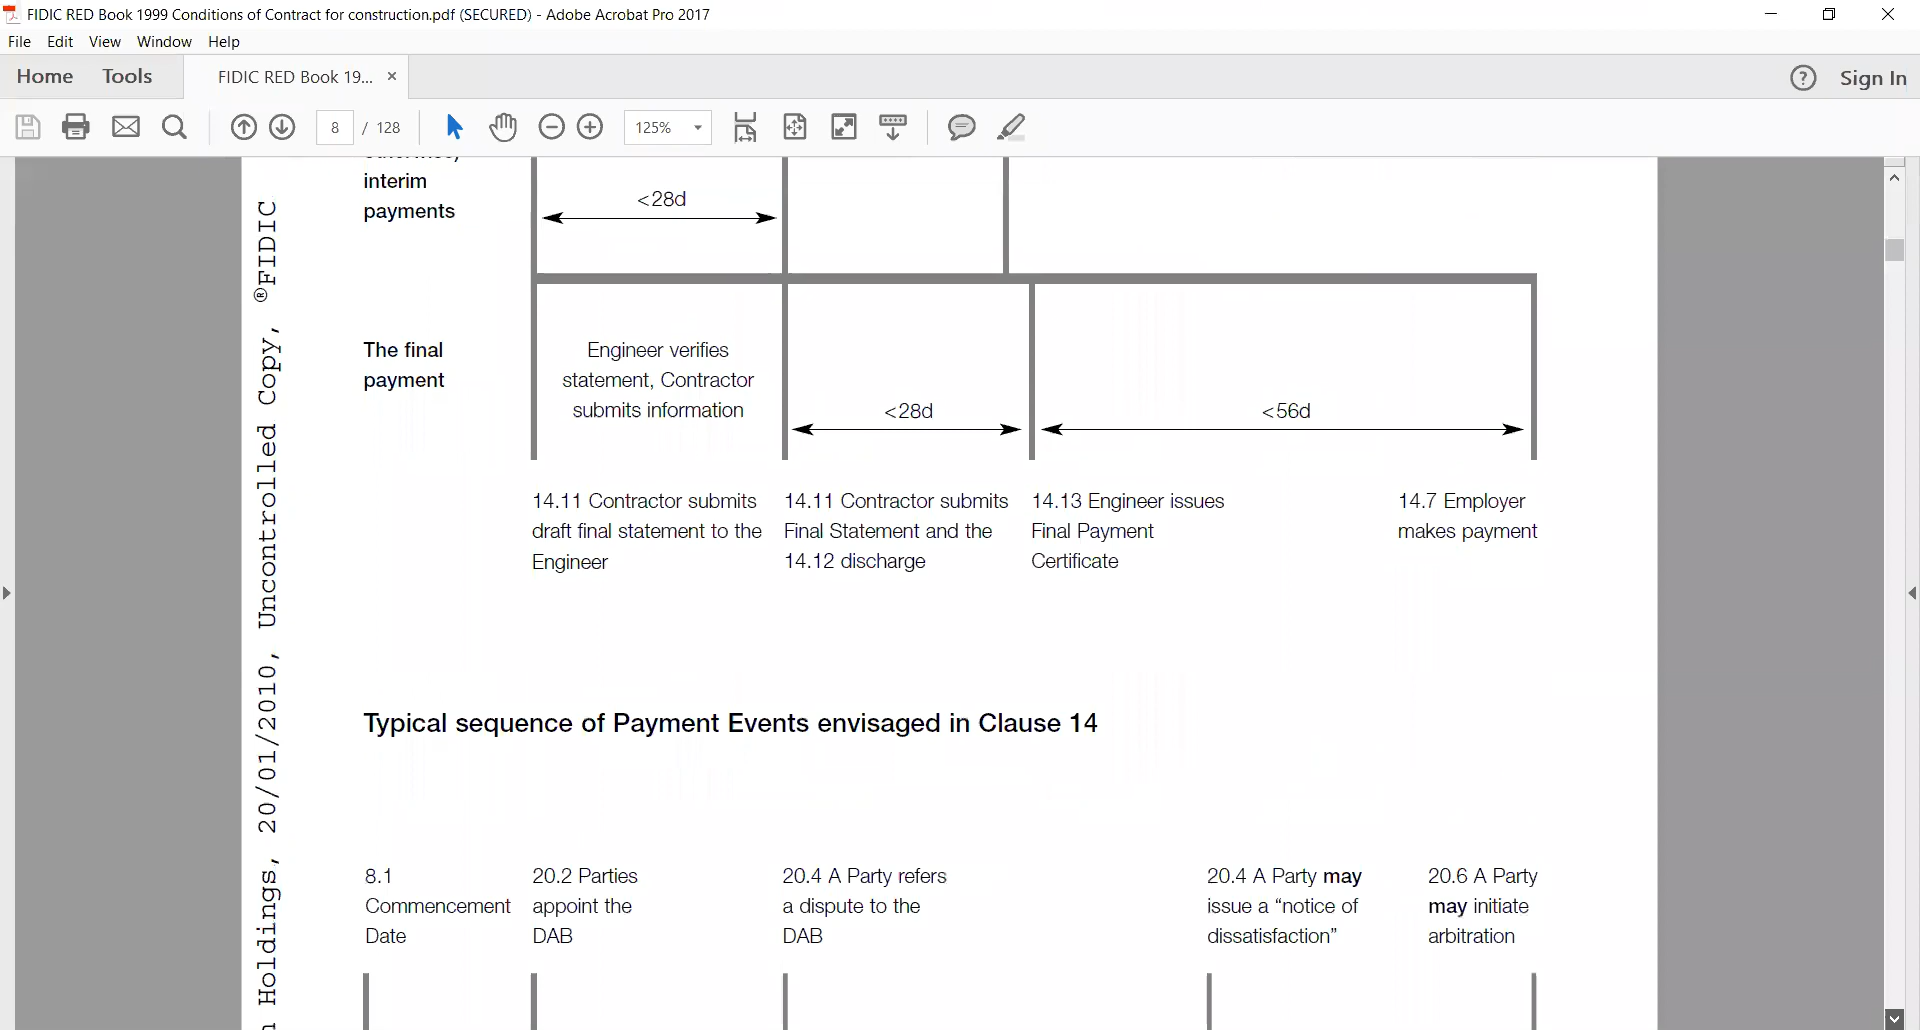 FIDIC RED Book 1999 Conditions of Contract for construction.pdf (SECURED) - Adobe Acrobat Pro 2017
File Edit View Window Help
Home Tools FIDIC RED Book 19... × Sign In
8 / 128 125%
interim
payments
<28d
The final
payment
Engineer verifies
statement, Contractor
submits information
<28d
<56d
14.11 Contractor submits
draft final statement to the
Engineer
14.11 Contractor submits
Final Statement and the
14.12 discharge
14.13 Engineer issues
Final Payment
Certificate
14.7 Employer
makes payment
Typical sequence of Payment Events envisaged in Clause 14
8.1
Commencement
Date
20.2 Parties
appoint the
DAB
20.4 A Party refers
a dispute to the
DAB
20.4 A Party may
issue a “notice of
dissatisfaction”
20.6 A Party
may initiate
arbitration
Holdings, 20/01/2010, Uncontrolled Copy, ®FIDIC